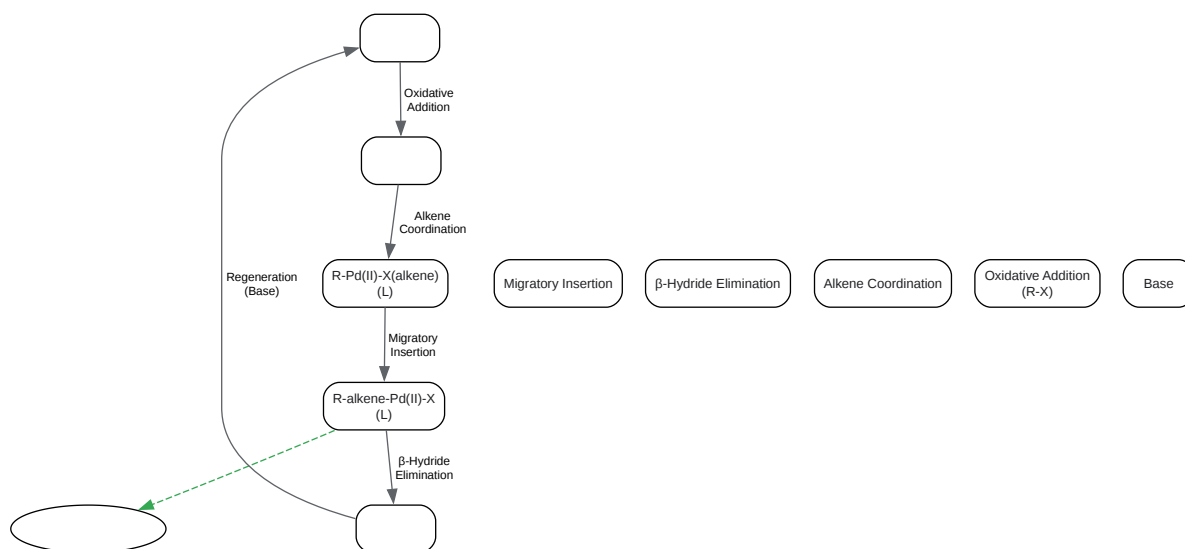 Oxidative
Addition
Alkene
Coordination
Regeneration
(Base)
R-Pd(II)-X(alkene)
(L)
Migratory Insertion
β-Hydride Elimination
Alkene Coordination
Oxidative Addition
(R-X)
Base
Migratory
Insertion
R-alkene-Pd(II)-X
(L)
β-Hydride
Elimination